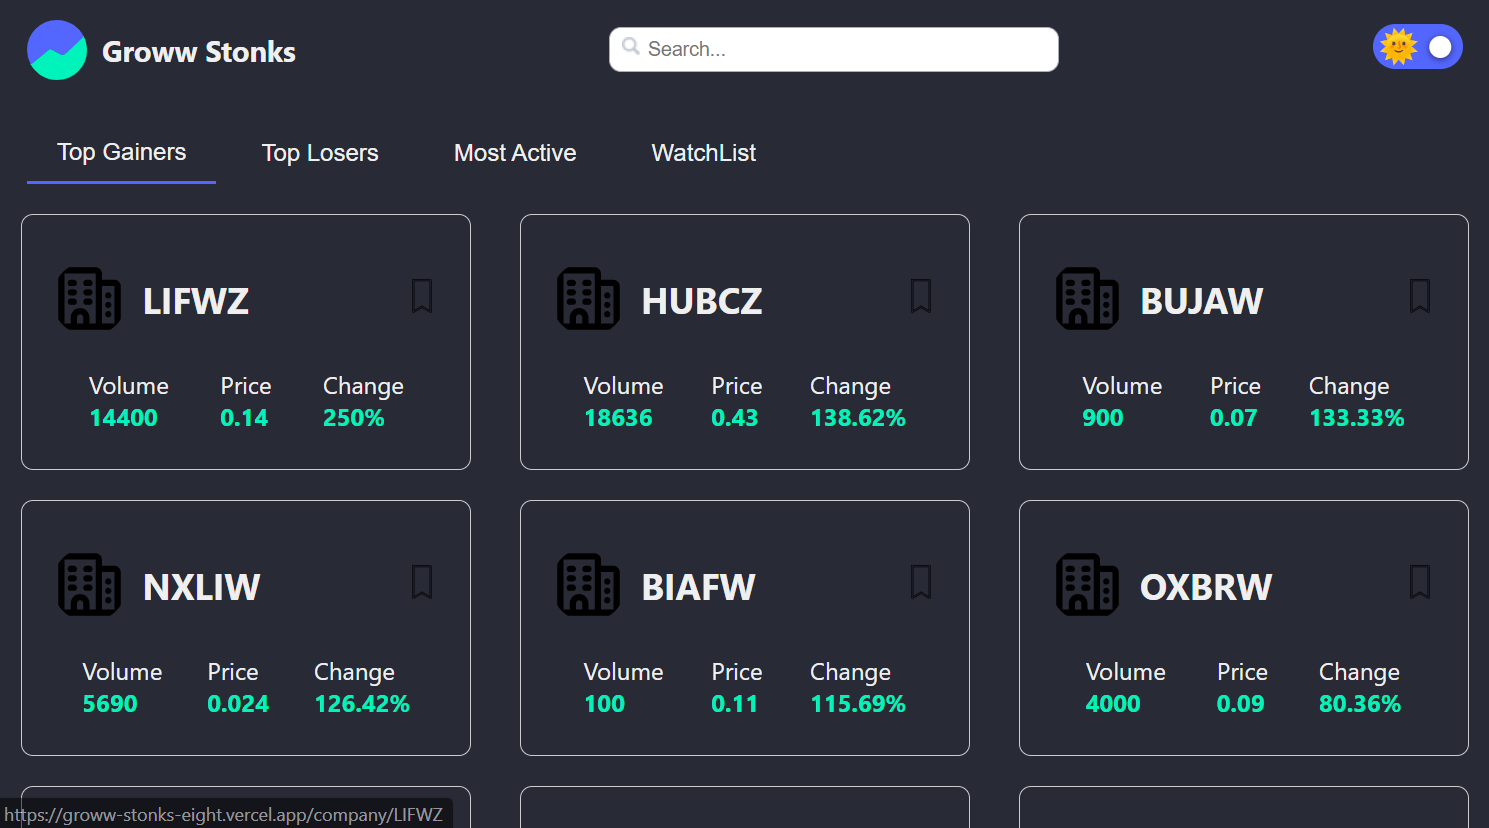 Groww Stonks
Search...
Top Gainers Top Losers Most Active WatchList
LIFWZ HUBCZ BUJAW
Volume Price Change Volume Price Change Volume Price Change
14400 0.14 250% 18636 0.43 138.62% 900 0.07 133.33%
NXLIW BIAFW OXBRW
Volume Price Change Volume Price Change Volume Price Change
5690 0.024 126.42% 100 0.11 115.69% 4000 0.09 80.36%
https://groww-stonks-eight.vercel.app/company/LIFWZ